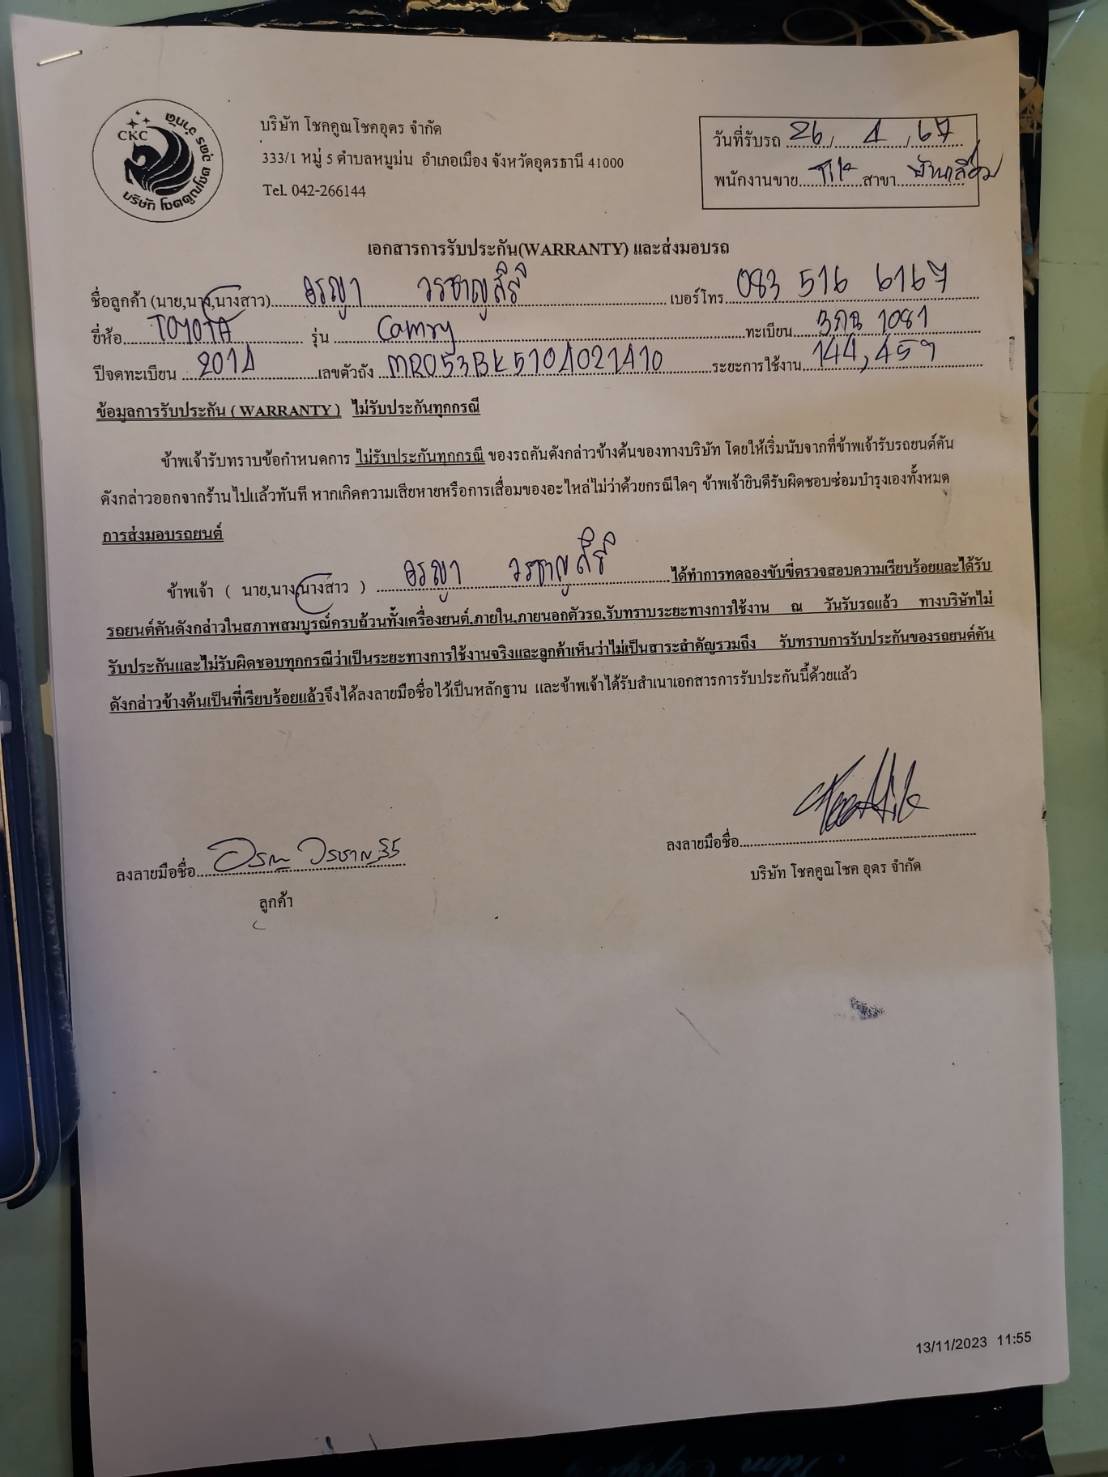 CKC
บริษัท โชคคูณโชคอุดร จำกัด
333/1 หมู่ 5 ตำบลหมูม่น อำเภอเมือง จังหวัดอุดรธานี 41000
Tel. 042-266144
วันที่รับรถ 26 / 1 / 67
พนักงานขาย Tik สาขา บ้านเลื่อม
เอกสารการรับประกัน(WARRANTY) และส่งมอบรถ
ชื่อลูกค้า (นาย,นาง,นางสาว) อรญา วรชาญสิริ เบอร์โทร 083 516 6167
ยี่ห้อ TOYOTA รุ่น Camry ทะเบียน 1081
ปีจดทะเบียน 2014 เลขตัวถัง ระยะการใช้งาน 144,459
ข้อมูลการรับประกัน ( WARRANTY ) ไม่รับประกันทุกกรณี
ข้าพเจ้ารับทราบข้อกำหนดการ ไม่รับประกันทุกกรณี ของรถคันดังกล่าวข้างต้นของทางบริษัท โดยให้เริ่มนับจากที่ข้าพเจ้ารับรถยนต์คัน
ดังกล่าวออกจากร้านไปแล้วทันที หากเกิดความเสียหายหรือการเสื่อมของอะไหล่ไม่ว่าด้วยกรณีใดๆ ข้าพเจ้ายินดีรับผิดชอบซ่อมบำรุงเองทั้งหมด
การส่งมอบรถยนต์
ข้าพเจ้า ( นาย,นาง,นางสาว ) อรญา วรชาญสิริ ได้ทำการทดลองขับขี่ตรวจสอบความเรียบร้อยและได้รับ
รถยนต์คันดังกล่าวในสภาพสมบูรณ์ครบถ้วนทั้งเครื่องยนต์,ภายใน,ภายนอกตัวรถ,รับทราบระยะทางการใช้งาน ณ วันรับรถแล้ว ทางบริษัทไม่
รับประกันและไม่รับผิดชอบทุกกรณีว่าเป็นระยะทางการใช้งานจริงและลูกค้าเห็นว่าไม่เป็นสาระสำคัญรวมถึง รับทราบการรับประกันของรถยนต์คัน
ดังกล่าวข้างต้นเป็นที่เรียบร้อยแล้วจึงได้ลงลายมือชื่อไว้เป็นหลักฐาน และข้าพเจ้าได้รับสำเนาเอกสารการรับประกันนี้ด้วยแล้ว
ลงลายมือชื่อ
ลูกค้า
ลงลายมือชื่อ
บริษัท โชคคูณโชค อุดร จำกัด
13/11/2023 11:55